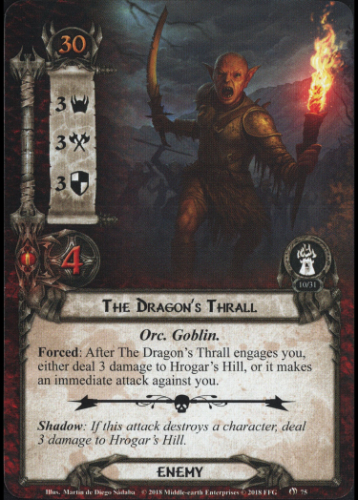 30
3
3
3
4
10/31
The Dragon's Thrall
Orc. Goblin.
Forced: After The Dragon's Thrall engages you,
either deal 3 damage to Hrogar's Hill, or it makes
an immediate attack against you.
Shadow: If this attack destroys a character, deal
3 damage to Hrogar's Hill.
ENEMY
Illus. Martin de Diego Sádaba © 2018 Middle-earth Enterprises © 2018 FFG 75